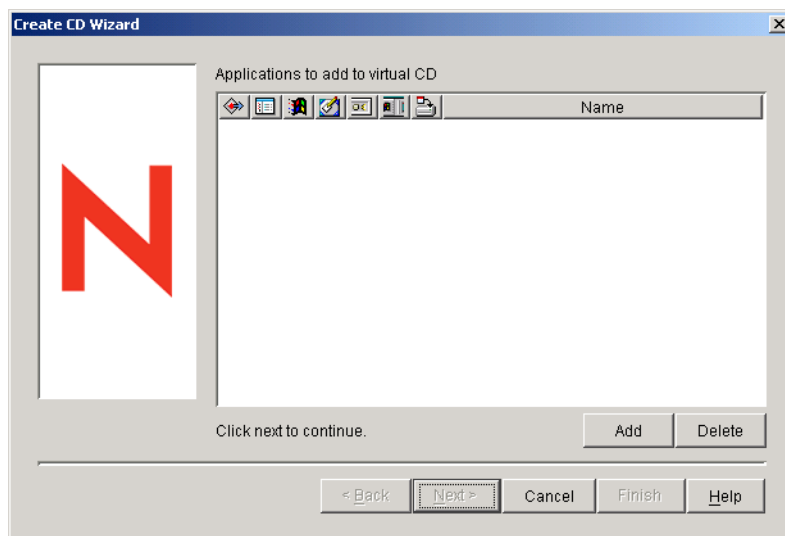 Create CD Wizard
Applications to add to virtual CD
Name
N
Click next to continue.
Add
Delete
< Back
Next >
Cancel
Finish
Help